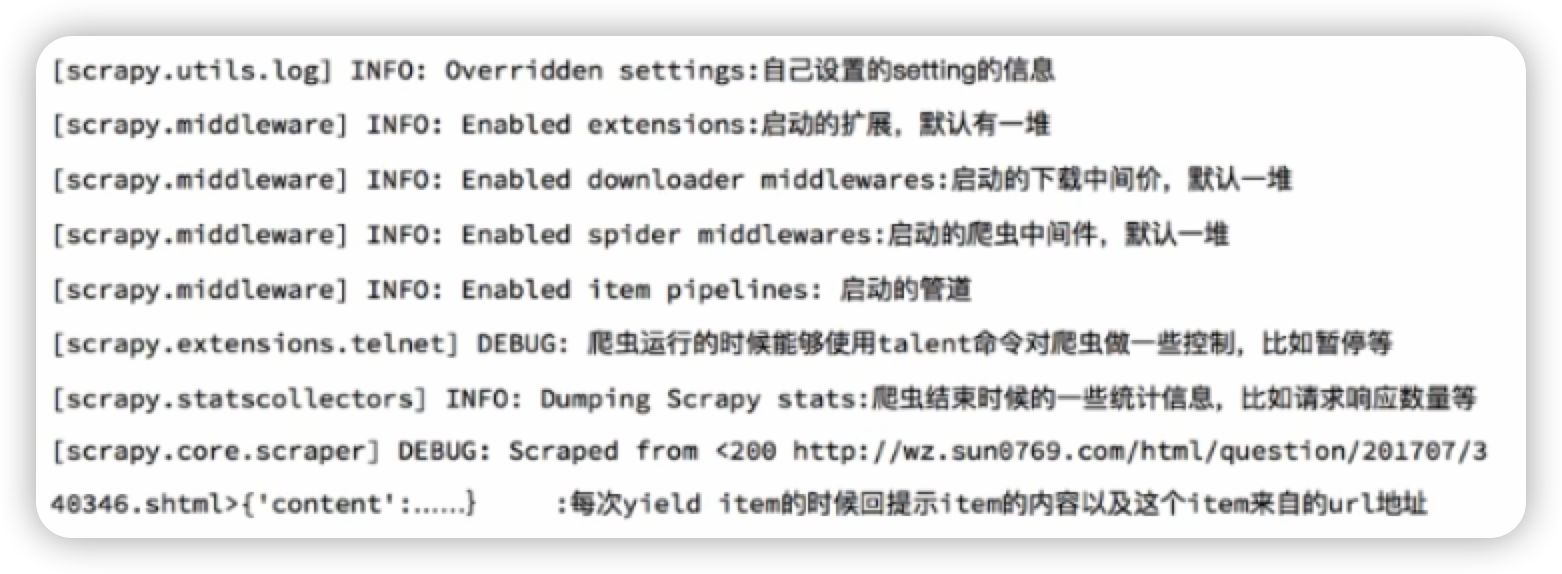 [scrapy.utils.log] INFO: Overridden settings:自己设置的setting的信息
[scrapy.middleware] INFO: Enabled extensions:启动的扩展，默认有一堆
[scrapy.middleware] INFO: Enabled downloader middlewares:启动的下载中间价，默认一堆
[scrapy.middleware] INFO: Enabled spider middlewares:启动的爬虫中间件，默认一堆
[scrapy.middleware] INFO: Enabled item pipelines: 启动的管道
[scrapy.extensions.telnet] DEBUG: 爬虫运行的时候能够使用talent命令对爬虫做一些控制，比如暂停等
[scrapy.statscollectors] INFO: Dumping Scrapy stats:爬虫结束时候的一些统计信息，比如请求响应数量等
[scrapy.core.scraper] DEBUG: Scraped from <200 http://wz.sun0769.com/html/question/201707/3
40346.shtml>{'content':......} :每次yield item的时候回提示item的内容以及这个item来自的url地址